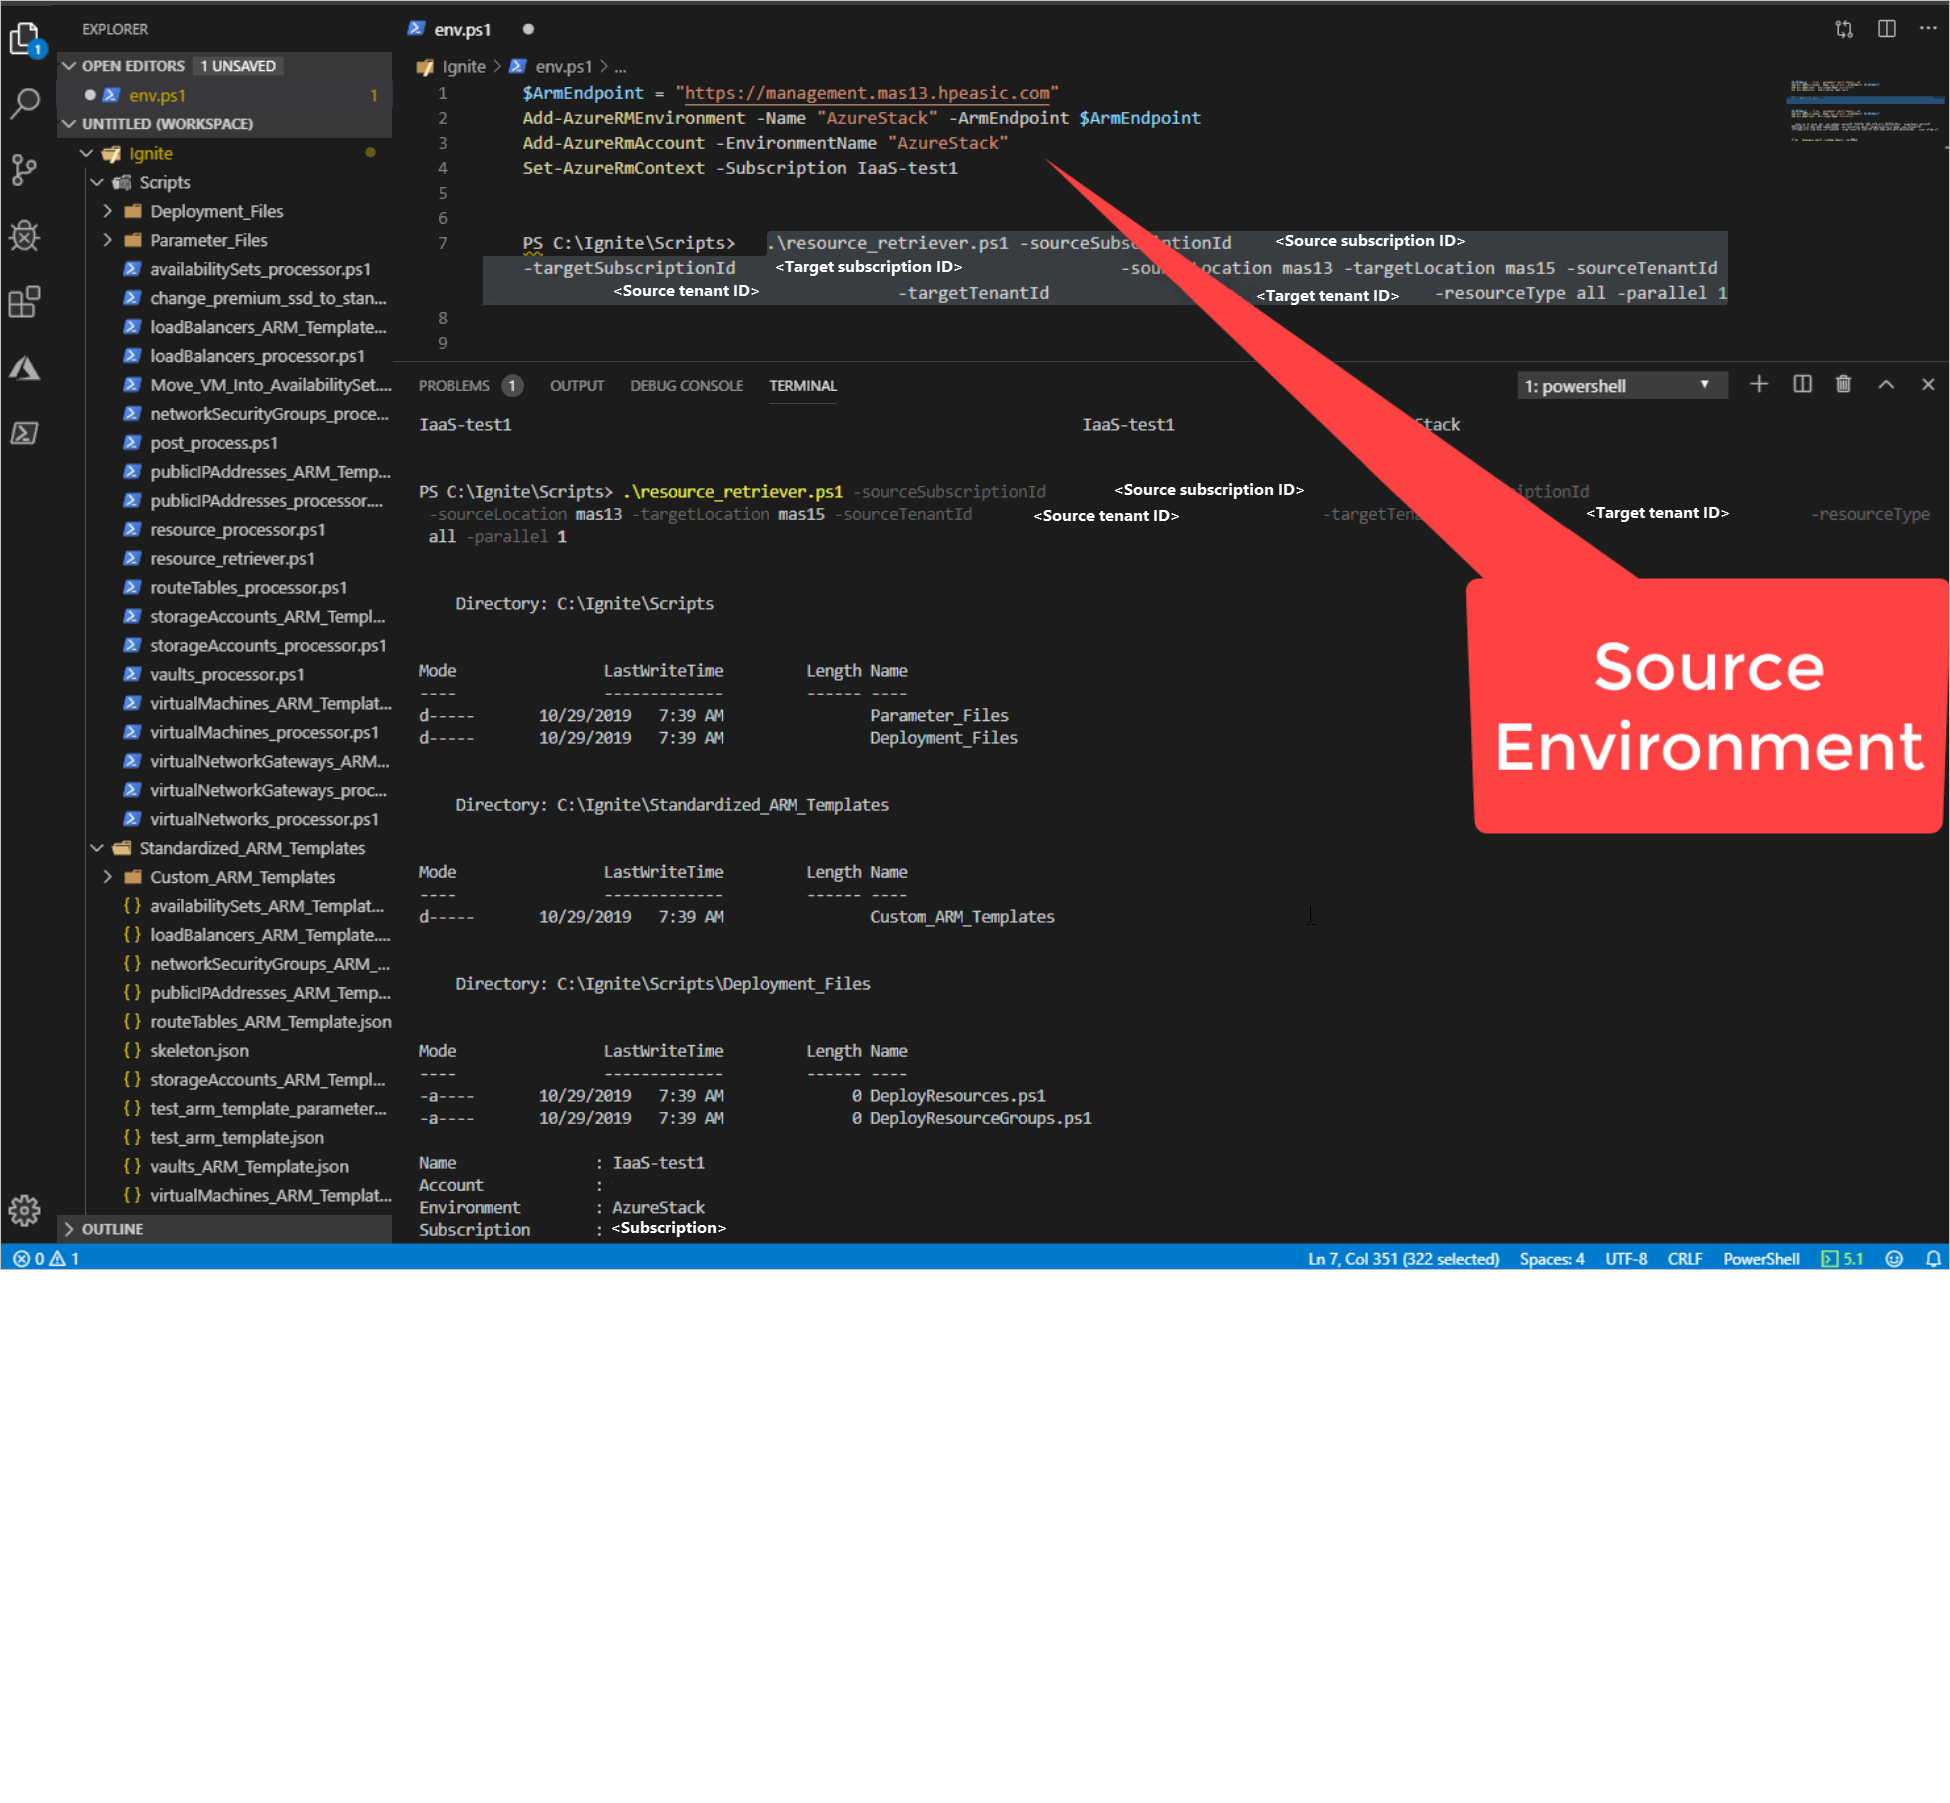 EXPLORER
OPEN EDITORS 1 UNSAVED
env.ps1 1
UNTITLED (WORKSPACE)
Ignite
Scripts
Deployment_Files
Parameter_Files
availabilitySets_processor.ps1
change_premium_ssd_to_stan...
loadBalancers_ARM_Template...
loadBalancers_processor.ps1
Move_VM_Into_AvailabilitySet....
networkSecurityGroups_proce...
post_process.ps1
publicIPAddresses_ARM_Temp...
publicIPAddresses_processor....
resource_processor.ps1
resource_retriever.ps1
routeTables_processor.ps1
storageAccounts_ARM_Templ...
storageAccounts_processor.ps1
vaults_processor.ps1
virtualMachines_ARM_Templat...
virtualMachines_processor.ps1
virtualNetworkGateways_ARM...
virtualNetworkGateways_proc...
virtualNetworks_processor.ps1
Standardized_ARM_Templates
Custom_ARM_Templates
{ } availabilitySets_ARM_Templat...
{ } loadBalancers_ARM_Template....
{ } networkSecurityGroups_ARM_...
{ } publicIPAddresses_ARM_Temp...
{ } routeTables_ARM_Template.json
{ } skeleton.json
{ } storageAccounts_ARM_Templ...
{ } test_arm_template_parameter...
{ } test_arm_template.json
{ } vaults_ARM_Template.json
{ } virtualMachines_ARM_Templat...
OUTLINE
1
env.ps1
Ignite > env.ps1 > ...
1 $ArmEndpoint = "https://management.mas13.hpeasic.com"
2 Add-AzureRMEnvironment -Name "AzureStack" -ArmEndpoint $ArmEndpoint
3 Add-AzureRmAccount -EnvironmentName "AzureStack"
4 Set-AzureRmContext -Subscription IaaS-test1
5
6
7 PS C:\Ignite\Scripts> .\resource_retriever.ps1 -sourceSubscriptionId <Source subscription ID>
-targetSubscriptionId <Target subscription ID> -sourceLocation mas13 -targetLocation mas15 -sourceTenantId
<Source tenant ID> -targetTenantId <Target tenant ID> -resourceType all -parallel 1
8
9
PROBLEMS 1 OUTPUT DEBUG CONSOLE TERMINAL 1: powershell
IaaS-test1 IaaS-test1 Stack
PS C:\Ignite\Scripts> .\resource_retriever.ps1 -sourceSubscriptionId <Source subscription ID> iptionId
-sourceLocation mas13 -targetLocation mas15 -sourceTenantId <Source tenant ID> -targetTen <Target tenant ID> -resourceType
all -parallel 1
Directory: C:\Ignite\Scripts
Mode LastWriteTime Length Name
---- ------------- ------ ----
d----- 10/29/2019 7:39 AM Parameter_Files
d----- 10/29/2019 7:39 AM Deployment_Files
Directory: C:\Ignite\Standardized_ARM_Templates
Mode LastWriteTime Length Name
---- ------------- ------ ----
d----- 10/29/2019 7:39 AM Custom_ARM_Templates
Directory: C:\Ignite\Scripts\Deployment_Files
Mode LastWriteTime Length Name
---- ------------- ------ ----
-a---- 10/29/2019 7:39 AM 0 DeployResources.ps1
-a---- 10/29/2019 7:39 AM 0 DeployResourceGroups.ps1
Name : IaaS-test1
Account :
Environment : AzureStack
Subscription : <Subscription>
Source
Environment
0 1 Ln 7, Col 351 (322 selected) Spaces: 4 UTF-8 CRLF PowerShell 5.1